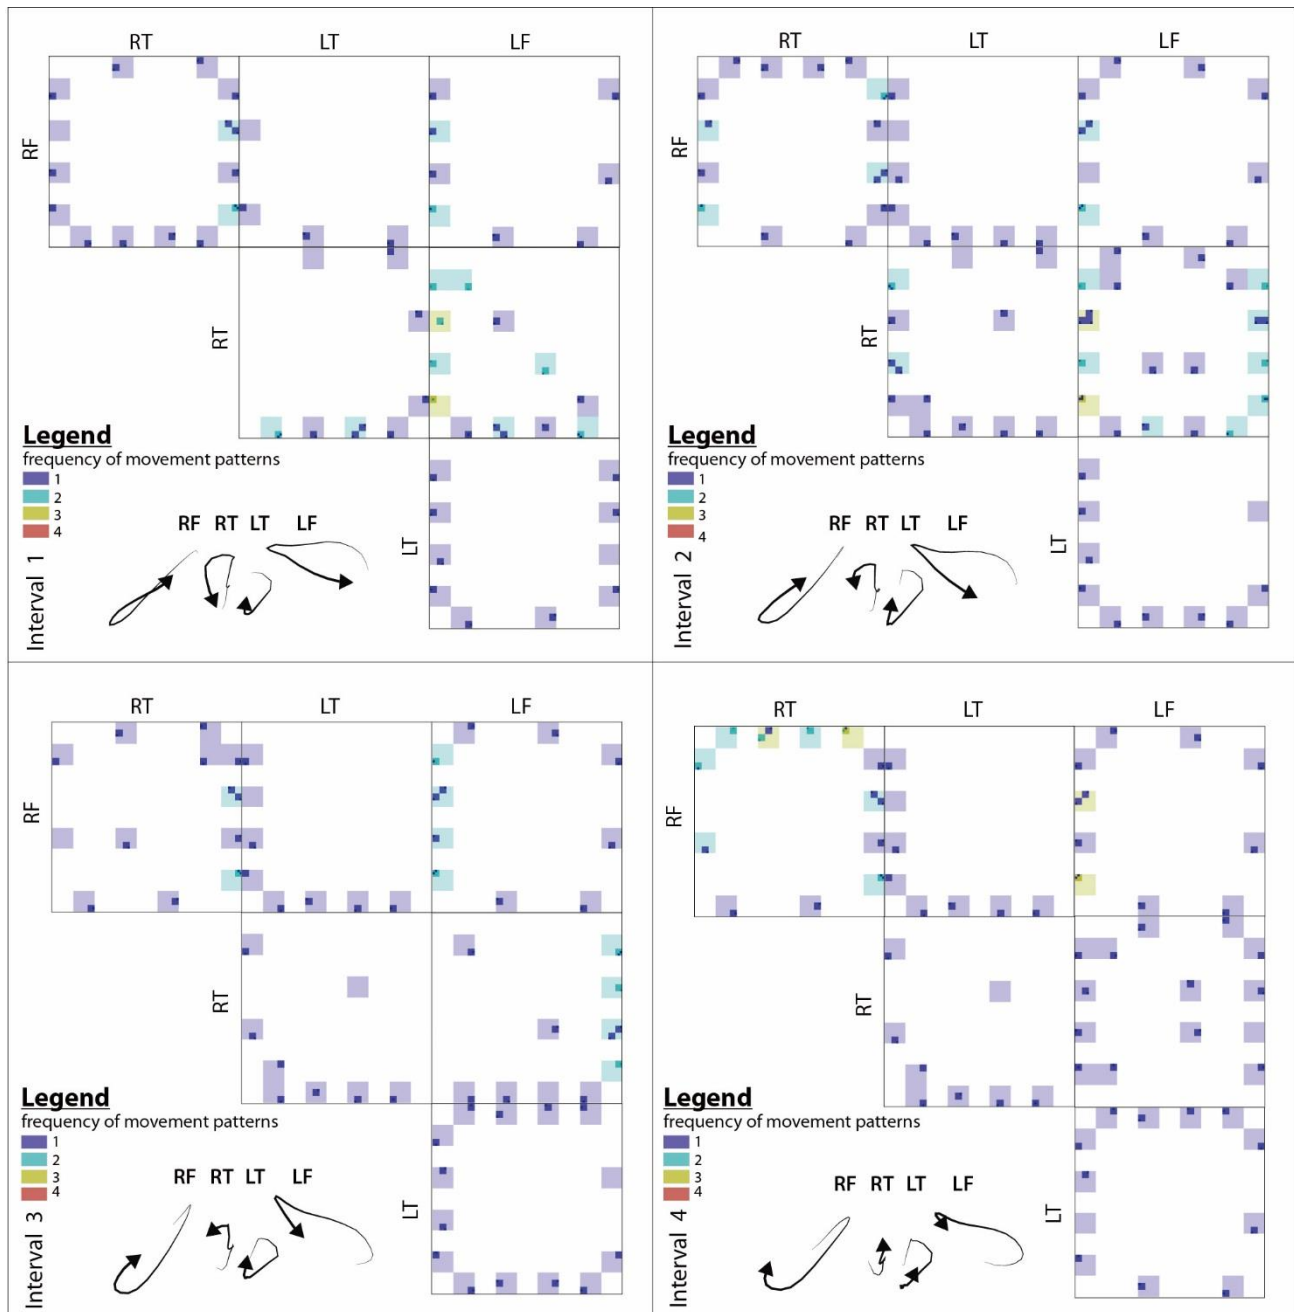 RT LT LF
RF
RT
LT
Legend
frequency of movement patterns
1
2
3
4
RF RT LT LF
Interval 1
RT LT LF
RF
RT
LT
Legend
frequency of movement patterns
1
2
3
4
RF RT LT LF
Interval 2
RT LT LF
RF
RT
LT
Legend
frequency of movement patterns
1
2
3
4
RF RT LT LF
Interval 3
RT LT LF
RF
RT
LT
Legend
frequency of movement patterns
1
2
3
4
RF RT LT LF
Interval 4